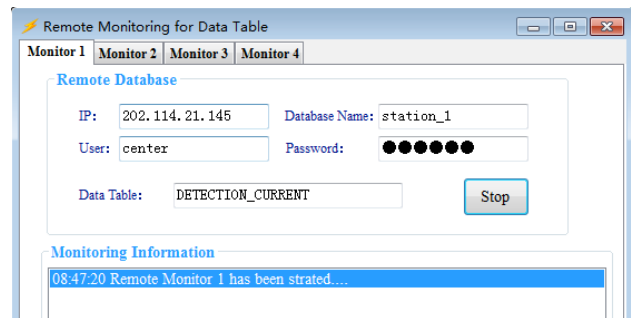 Remote Monitoring for Data Table
Monitor 1 Monitor 2 Monitor 3 Monitor 4
Remote Database
IP: 202.114.21.145 Database Name: station_1
User: center Password: ●●●●●●
Data Table: DETECTION_CURRENT Stop
Monitoring Information
08:47:20 Remote Monitor 1 has been strated....